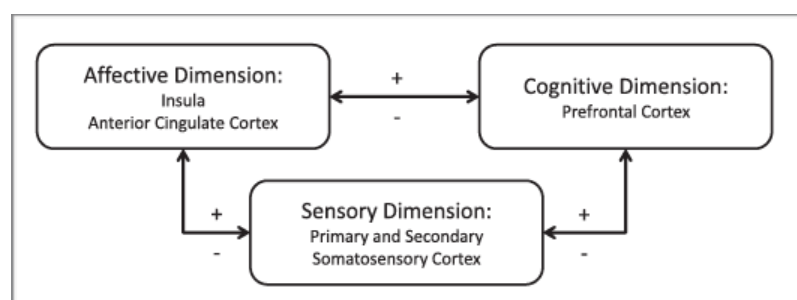 Affective Dimension:
Insula
Anterior Cingulate Cortex
+
-
Cognitive Dimension:
Prefrontal Cortex
+
-
Sensory Dimension:
Primary and Secondary
Somatosensory Cortex
+
-